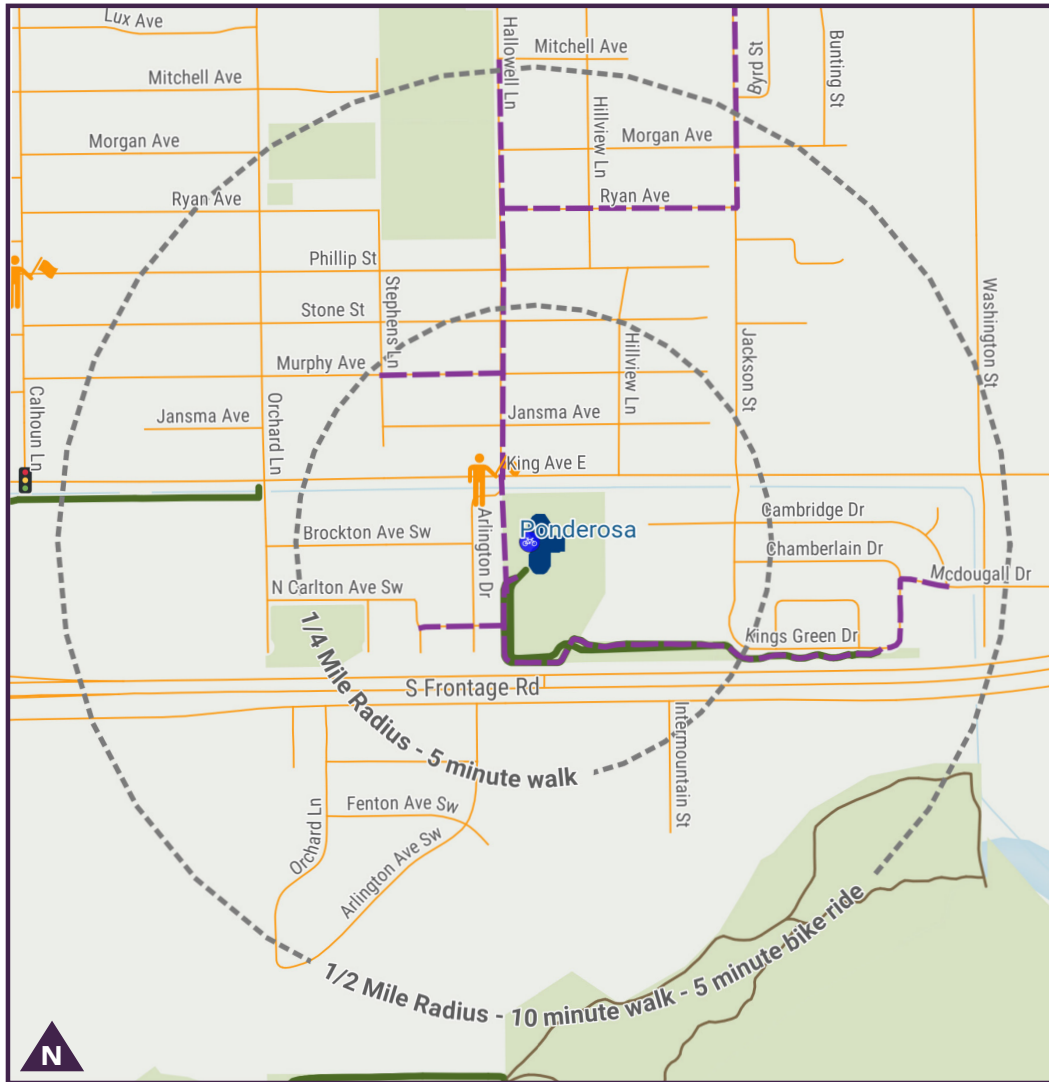 Lux Ave
Hallowell Ln
Mitchell Ave
Byrd St
Bunting St
Mitchell Ave
Hillview Ln
Morgan Ave
Morgan Ave
Ryan Ave
Ryan Ave
Phillip St
Stephens Ln
Washington St
Stone St
Hillview Ln
Jackson St
Murphy Ave
Calhoun Ln
Orchard Ln
Jansma Ave
Jansma Ave
King Ave E
Arlington Dr
Ponderosa
Cambridge Dr
Brockton Ave Sw
Chamberlain Dr
N Carlton Ave Sw
Mcdougall Dr
Kings Green Dr
1/4 Mile Radius - 5 minute walk
S Frontage Rd
Intermountain St
Orchard Ln
Fenton Ave Sw
Arlington Ave Sw
1/2 Mile Radius - 10 minute walk - 5 minute bike ride
N